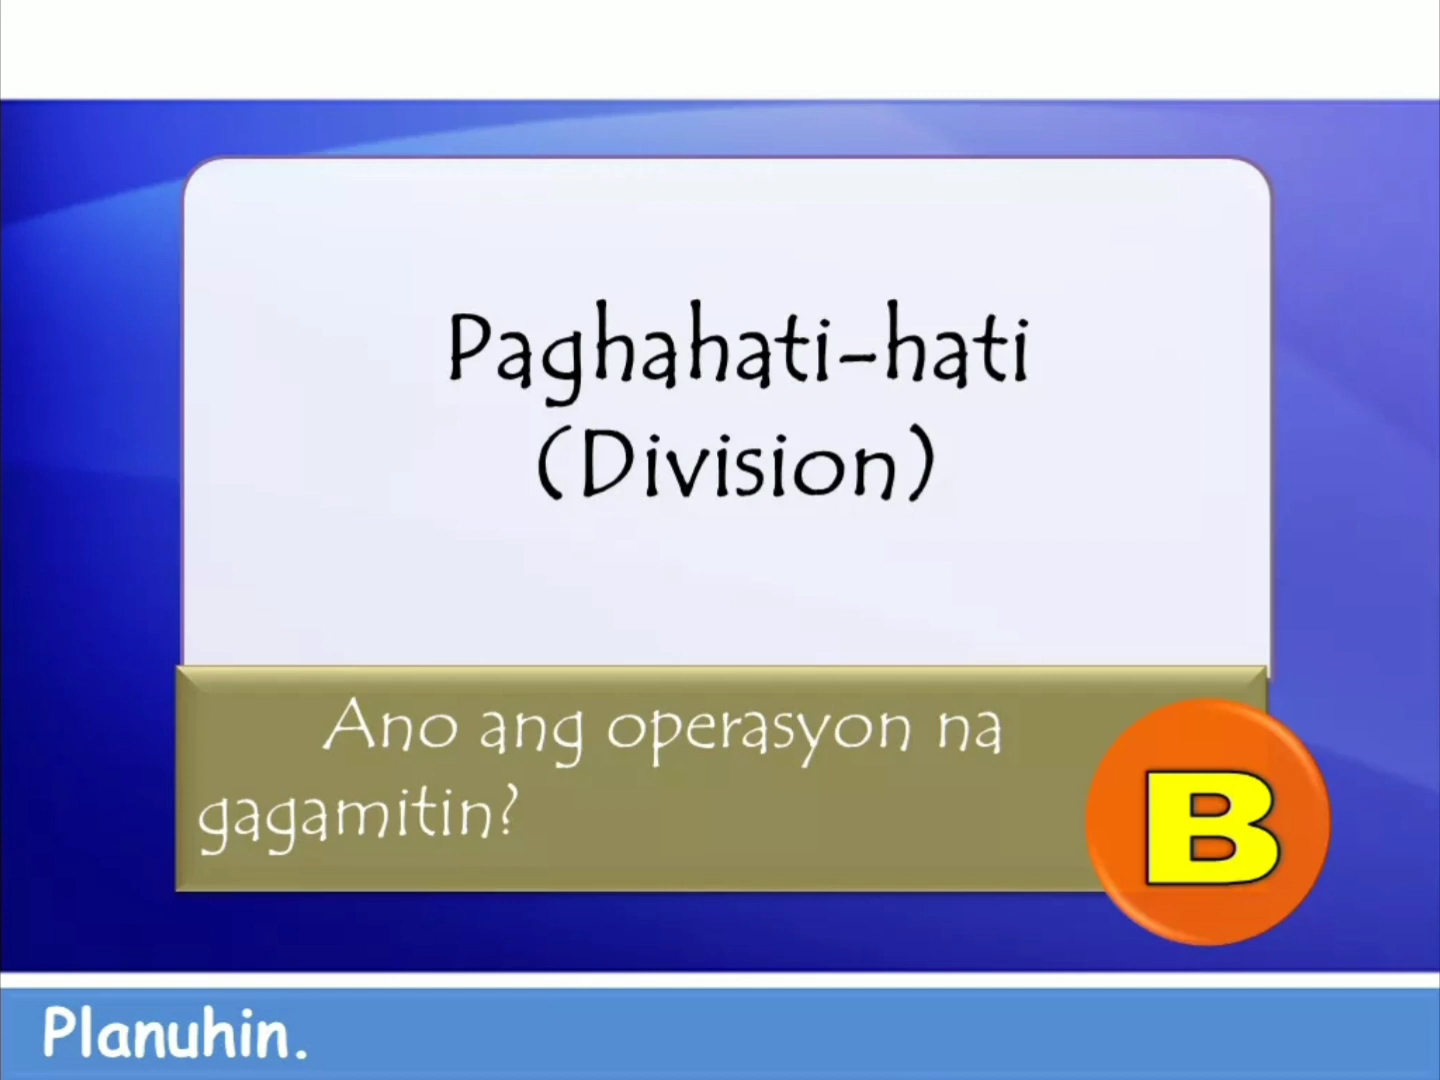 Paghahati-hati
(Division)
Ano ang operasyon na
gagamitin?
B
Planuhin.